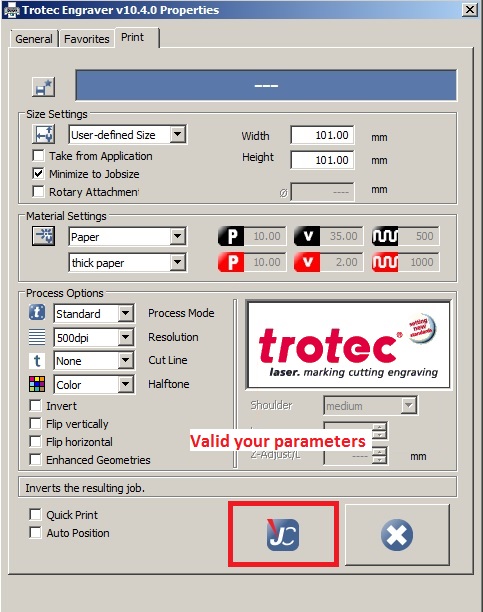 Trotec Engraver v10.4.0 Properties
General Favorites Print
---
Size Settings
User-defined Size Width 101.00 mm
Take from Application Height 101.00 mm
Minimize to Jobsize
Rotary Attachment ø ---- mm
Material Settings
Paper P 10.00 v 35.00 500
thick paper P 10.00 v 2.00 1000
Process Options
t Standard Process Mode
500dpi Resolution
t None Cut Line
Color Halftone
setting new standards
trotec®
laser. marking cutting engraving
Invert Shoulder medium
Flip vertically
Flip horizontal Valid your parameters
Enhanced Geometries Z-Adjust/L ---- mm
Inverts the resulting job.
Quick Print
Auto Position
JC